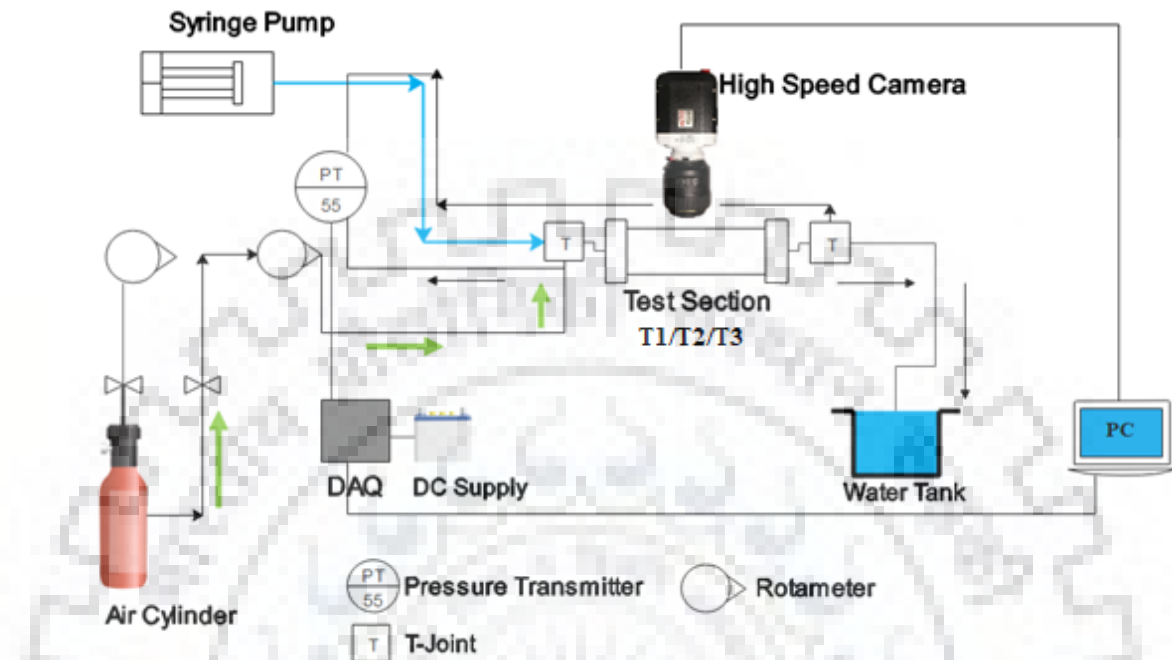 Syringe Pump
High Speed Camera
PT
55
T
T
Test Section
T1/T2/T3
PC
DAQ
DC Supply
Water Tank
Air Cylinder
PT
55
Pressure Transmitter
Rotameter
T
T-Joint